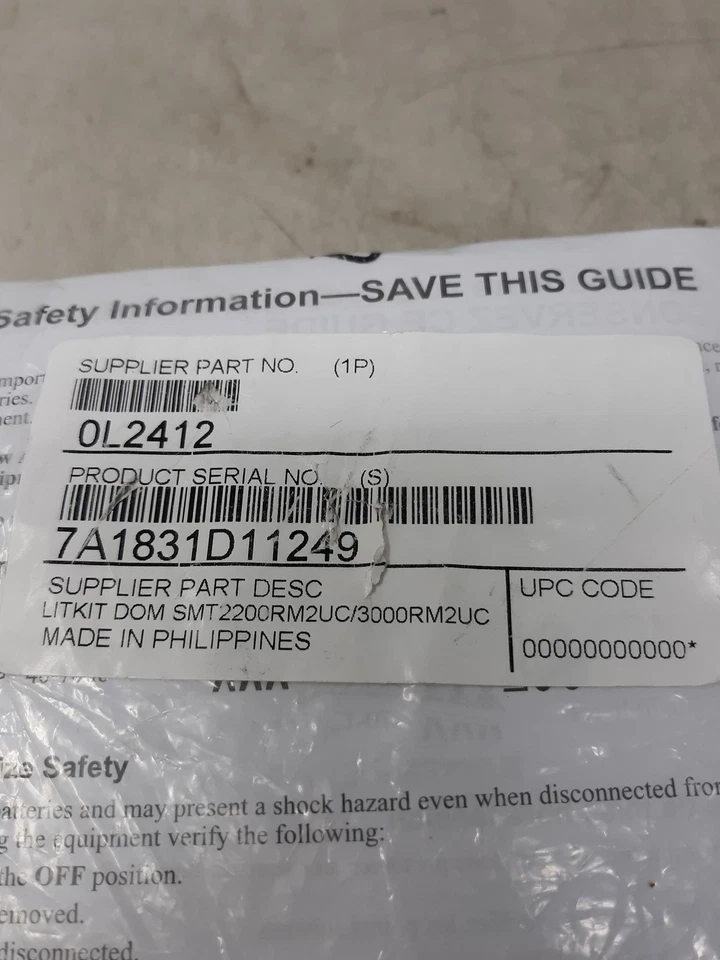 Safety Information—SAVE THIS GUIDE
SUPPLIER PART NO. (1P)
0L2412
PRODUCT SERIAL NO. (S)
7A1831D11249
SUPPLIER PART DESC
LITKIT DOM SMT2200RM2UC/3000RM2UC
MADE IN PHILIPPINES
UPC CODE
00000000000*
Safety
batteries and may present a shock hazard even when disconnected from
the equipment verify the following:
the OFF position.
removed.
disconnected.